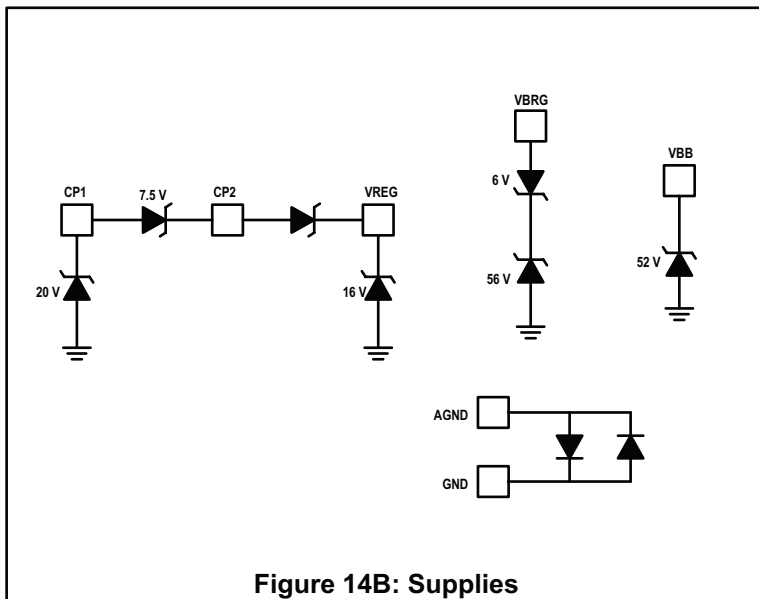 VBRG
VBB
6 V
7.5 V
CP1
CP2
VREG
20 V
16 V
56 V
52 V
AGND
GND
Figure 14B: Supplies